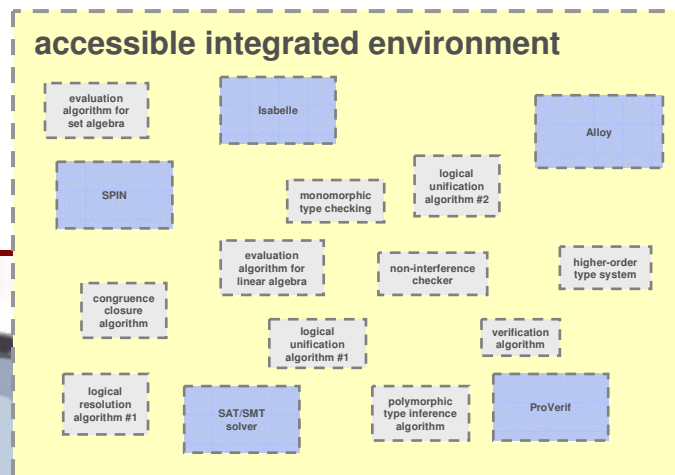 accessible integrated environment
evaluation
algorithm for
set algebra
Isabelle
Alloy
SPIN
monomorphic
type checking
logical
unification
algorithm #2
evaluation
algorithm for
linear algebra
non-interference
checker
higher-order
type system
congruence
closure
algorithm
logical
unification
algorithm #1
verification
algorithm
logical
resolution
algorithm #1
SAT/SMT
solver
polymorphic
type inference
algorithm
ProVerif